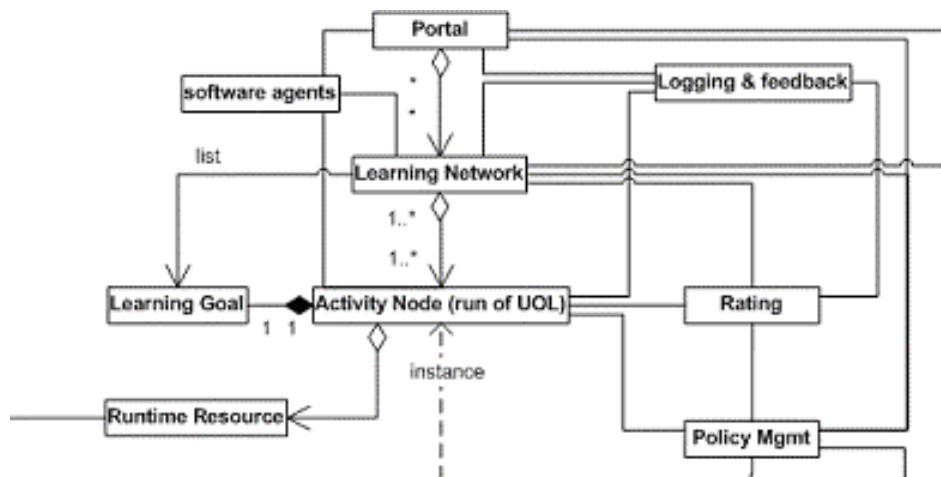 Portal
software agents
Logging & feedback
*
*
list
Learning Network
1..*
1..*
Learning Goal
Activity Node (run of UOL)
Rating
1 1
instance
Runtime Resource
Policy Mgmt